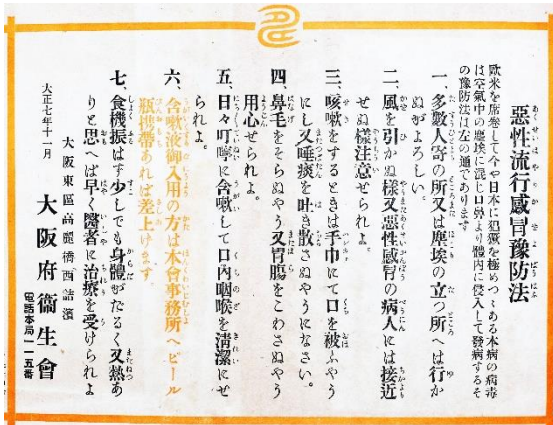 惡性流行感冒豫防法
歐米を席參して今や日本に猖獗を極めつゝある本病の病毒
は空氣中の塵埃に混じ口鼻より體內に侵入して發病するそ
の豫防法は左の通であります
一、多數人寄の所又は塵埃の立つ所へは行か
ぬがよろしい。
二、風を引かぬ樣又惡性感冒の病人には接近
せぬ樣注意せられよ。
三、咳嗽をするときは手巾にて口を被ふやう
にし又唾痰を吐き散さぬやうになさい。
四、鼻毛をそらぬやう又胃腸をこわさぬやう
用心せられよ。
五、日々叮嚀に含嗽して口內咽喉を清潔にせ
られよ。
六、含嗽液御入用の方は本會事務所へビール
瓶携帶あれば差上げます。
七、食機振はず少しでも身體がだるく又熱あ
りと思へば早く醫者に治療を受けられよ
大正七年十一月
大阪東區高麗橋西詰濱
大阪府衞生會
電話本局一一五番